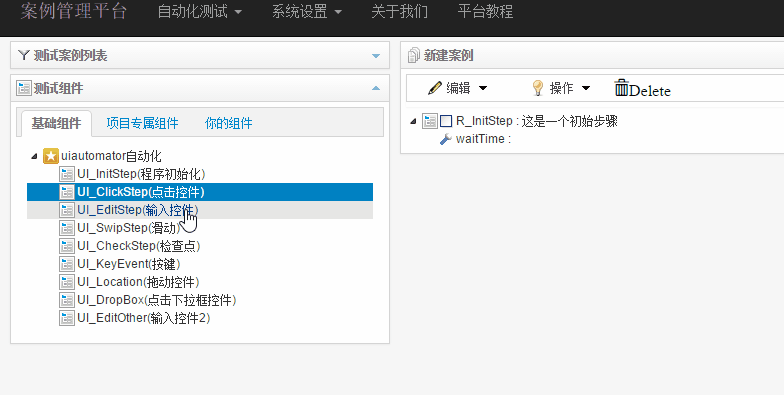 案例管理平台 自动化测试 系统设置 关于我们 平台教程
测试案例列表
测试组件
基础组件 项目专属组件 你的组件
uiautomator自动化
UI_InitStep(程序初始化)
UI_ClickStep(点击控件)
UI_EditStep(输入控件)
UI_SwipStep(滑动)
UI_CheckStep(检查点)
UI_KeyEvent(按键)
UI_Location(拖动控件)
UI_DropBox(点击下拉框控件)
UI_EditOther(输入控件2)
新建案例
编辑 操作 Delete
R_InitStep : 这是一个初始步骤
waitTime :